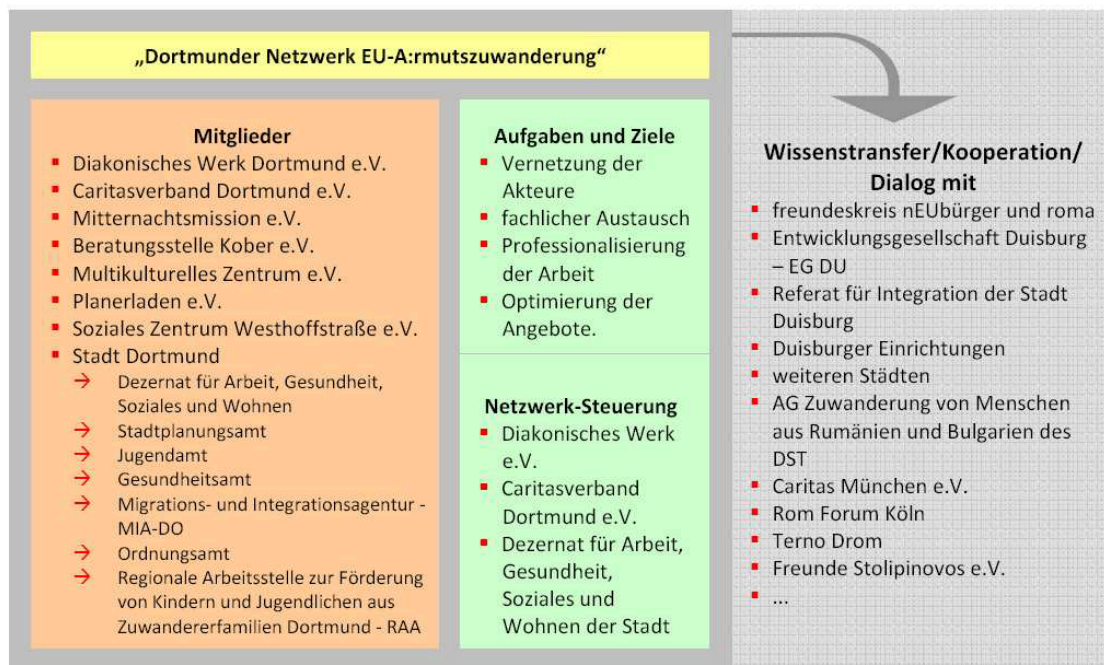 „Dortmunder Netzwerk EU-A:rmutszuwanderung“
Mitglieder
▪ Diakonisches Werk Dortmund e.V.
▪ Caritasverband Dortmund e.V.
▪ Mitternachtsmission e.V.
▪ Beratungsstelle Kober e.V.
▪ Multikulturelles Zentrum e.V.
▪ Planerladen e.V.
▪ Soziales Zentrum Westhoffstraße e.V.
▪ Stadt Dortmund
→ Dezernat für Arbeit, Gesundheit,
Soziales und Wohnen
→ Stadtplanungsamt
→ Jugendamt
→ Gesundheitsamt
→ Migrations- und Integrationsagentur -
MIA-DO
→ Ordnungsamt
→ Regionale Arbeitsstelle zur Förderung
von Kindern und Jugendlichen aus
Zuwandererfamilien Dortmund - RAA
Aufgaben und Ziele
▪ Vernetzung der
Akteure
▪ fachlicher Austausch
▪ Professionalisierung
der Arbeit
▪ Optimierung der
Angebote.
Netzwerk-Steuerung
▪ Diakonisches Werk
e.V.
▪ Caritasverband
Dortmund e.V.
▪ Dezernat für Arbeit,
Gesundheit,
Soziales und
Wohnen der Stadt
Wissenstransfer/Kooperation/
Dialog mit
▪ freundeskreis nEUbürger und roma
▪ Entwicklungsgesellschaft Duisburg
– EG DU
▪ Referat für Integration der Stadt
Duisburg
▪ Duisburger Einrichtungen
▪ weiteren Städten
▪ AG Zuwanderung von Menschen
aus Rumänien und Bulgarien des
DST
▪ Caritas München e.V.
▪ Rom Forum Köln
▪ Terno Drom
▪ Freunde Stolipinovos e.V.
▪ ...